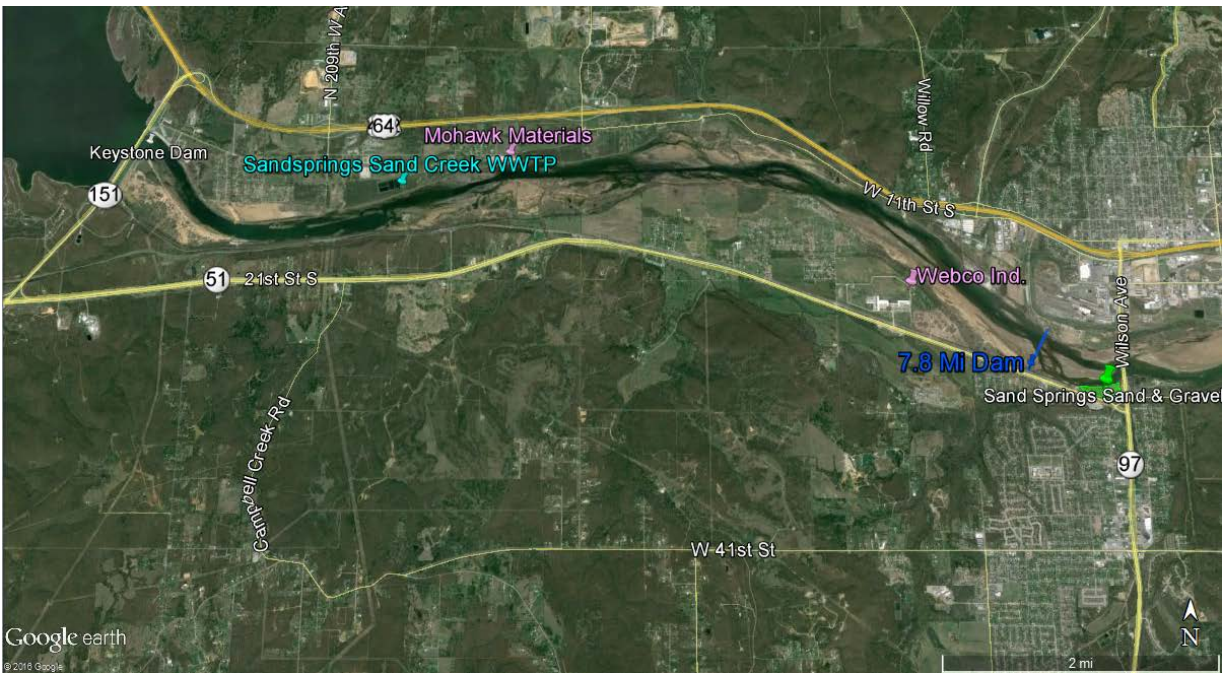 N 209th W A
64
Willow Rd
Mohawk Materials
Keystone Dam
Sandsprings Sand Creek WWTP
151
W 71th St S
51
21st St S
Webco Ind.
Wilson Ave
7.8 Mi Dam
Sand Springs Sand & Gravel
97
Campbell Creek Rd
W 41st St
N
Google earth
© 2016 Google
2 mi